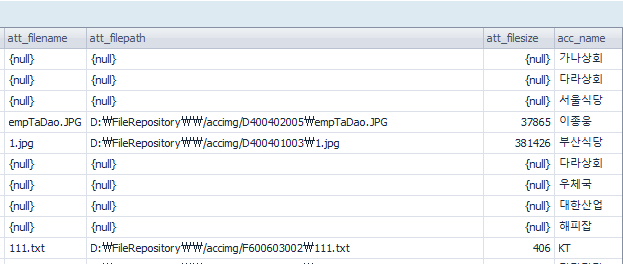 att_filename att_filepath att_filesize acc_name
{null} {null} {null} 가나상회
{null} {null} {null} 다라상회
{null} {null} {null} 서울식당
empTaDao.JPG D:₩FileRepository₩₩/accimg/D400402005₩empTaDao.JPG 37865 이종웅
1.jpg D:₩FileRepository₩₩/accimg/D400401003₩1.jpg 381426 부산식당
{null} {null} {null} 다라상회
{null} {null} {null} 우체국
{null} {null} {null} 대한산업
{null} {null} {null} 해피잡
111.txt D:₩FileRepository₩₩/accimg/F600603002₩111.txt 406 KT